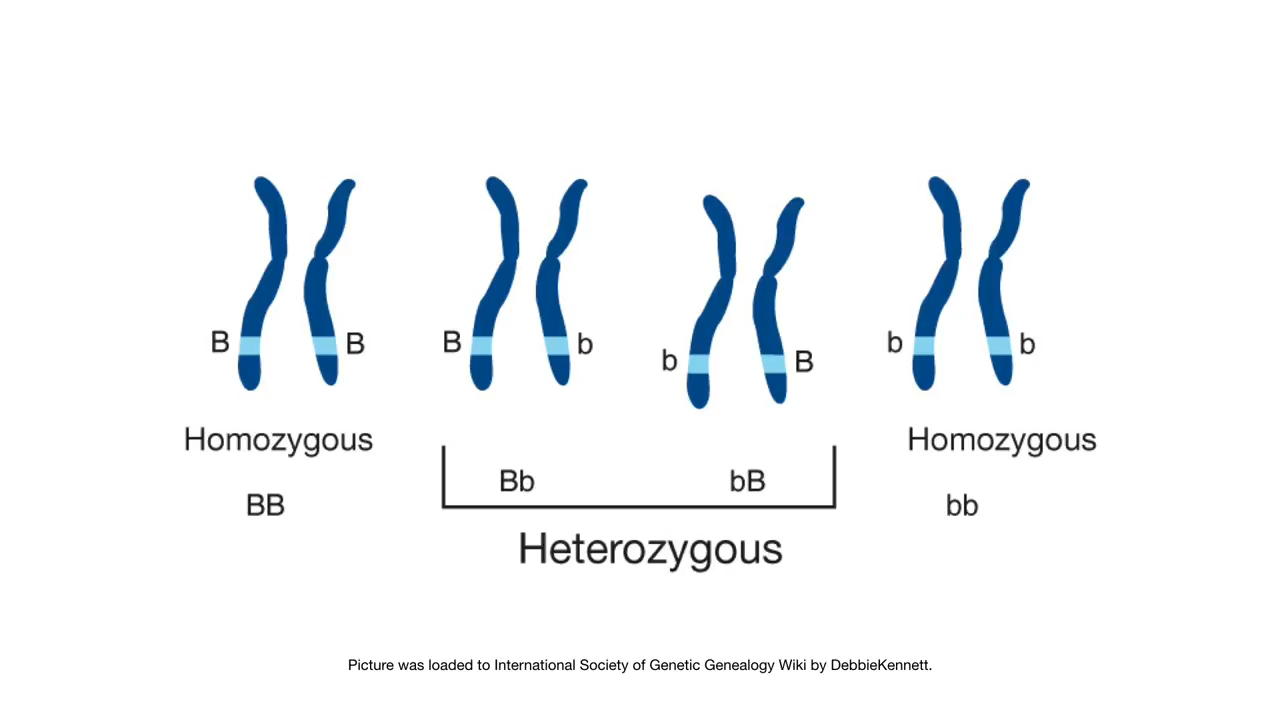 B B B b b B b b
Homozygous Homozygous
Bb bB
BB bb
Heterozygous
Picture was loaded to International Society of Genetic Genealogy Wiki by DebbieKennett.